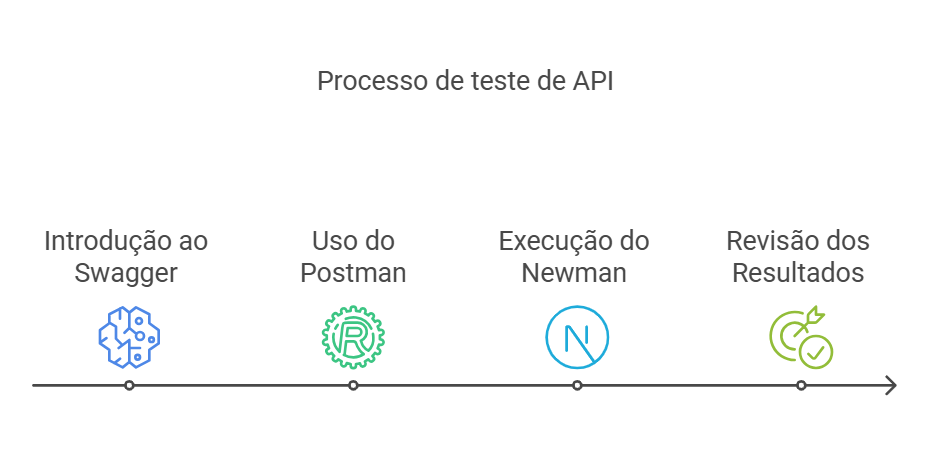 Processo de teste de API
Introdução ao
Swagger
Uso do
Postman
Execução do
Newman
Revisão dos
Resultados